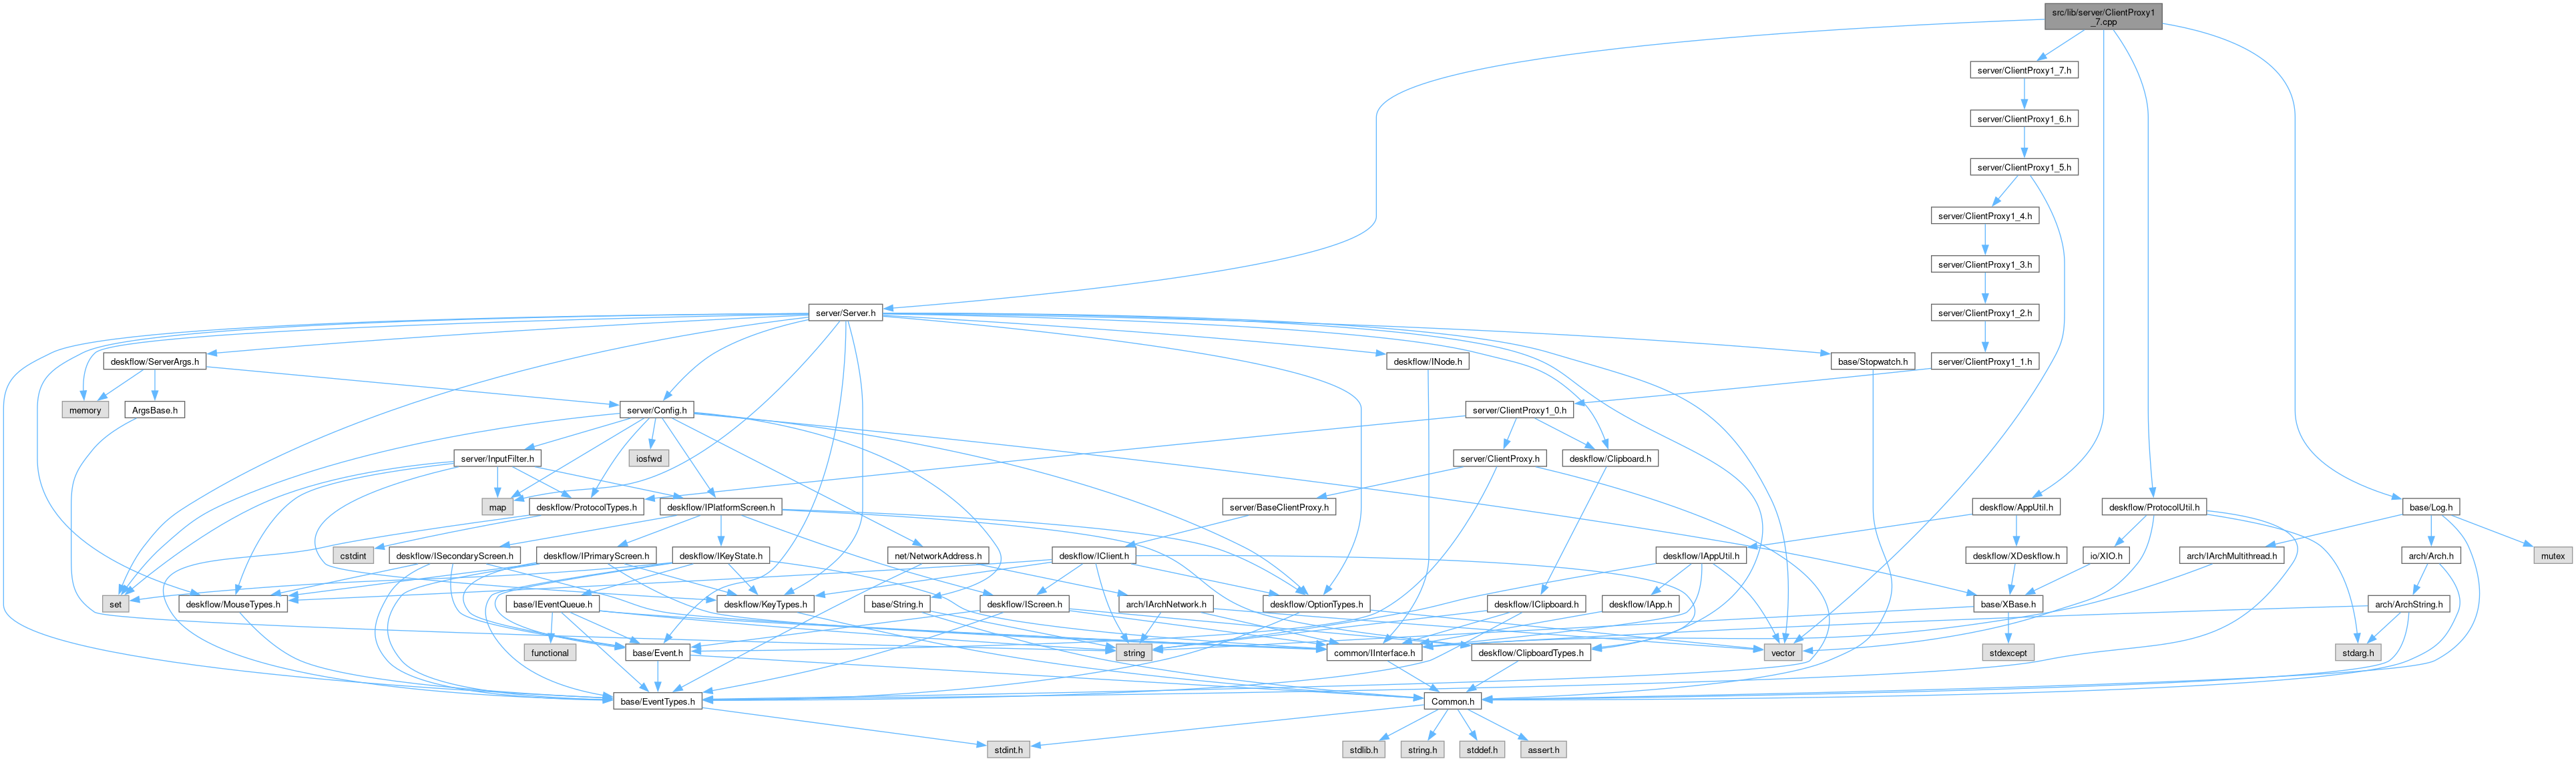 src/lib/server/ClientProxy1
_7.cpp
server/ClientProxy1_7.h
server/ClientProxy1_6.h
server/ClientProxy1_5.h
server/ClientProxy1_4.h
server/ClientProxy1_3.h
server/Server.h
server/ClientProxy1_2.h
deskflow/ServerArgs.h
deskflow/INode.h
base/Stopwatch.h
server/ClientProxy1_1.h
memory
ArgsBase.h
server/Config.h
server/ClientProxy1_0.h
server/InputFilter.h
iosfwd
server/ClientProxy.h
deskflow/Clipboard.h
map
deskflow/ProtocolTypes.h
deskflow/IPlatformScreen.h
server/BaseClientProxy.h
deskflow/AppUtil.h
deskflow/ProtocolUtil.h
base/Log.h
cstdint
deskflow/ISecondaryScreen.h
deskflow/IPrimaryScreen.h
deskflow/IKeyState.h
net/NetworkAddress.h
deskflow/IClient.h
deskflow/IAppUtil.h
deskflow/XDeskflow.h
io/XIO.h
arch/IArchMultithread.h
arch/Arch.h
mutex
set
deskflow/MouseTypes.h
base/IEventQueue.h
deskflow/KeyTypes.h
base/String.h
deskflow/IScreen.h
arch/IArchNetwork.h
deskflow/OptionTypes.h
deskflow/IClipboard.h
deskflow/IApp.h
base/XBase.h
arch/ArchString.h
functional
base/Event.h
string
common/IInterface.h
deskflow/ClipboardTypes.h
vector
stdexcept
stdarg.h
base/EventTypes.h
Common.h
stdint.h
stdlib.h
string.h
stddef.h
assert.h